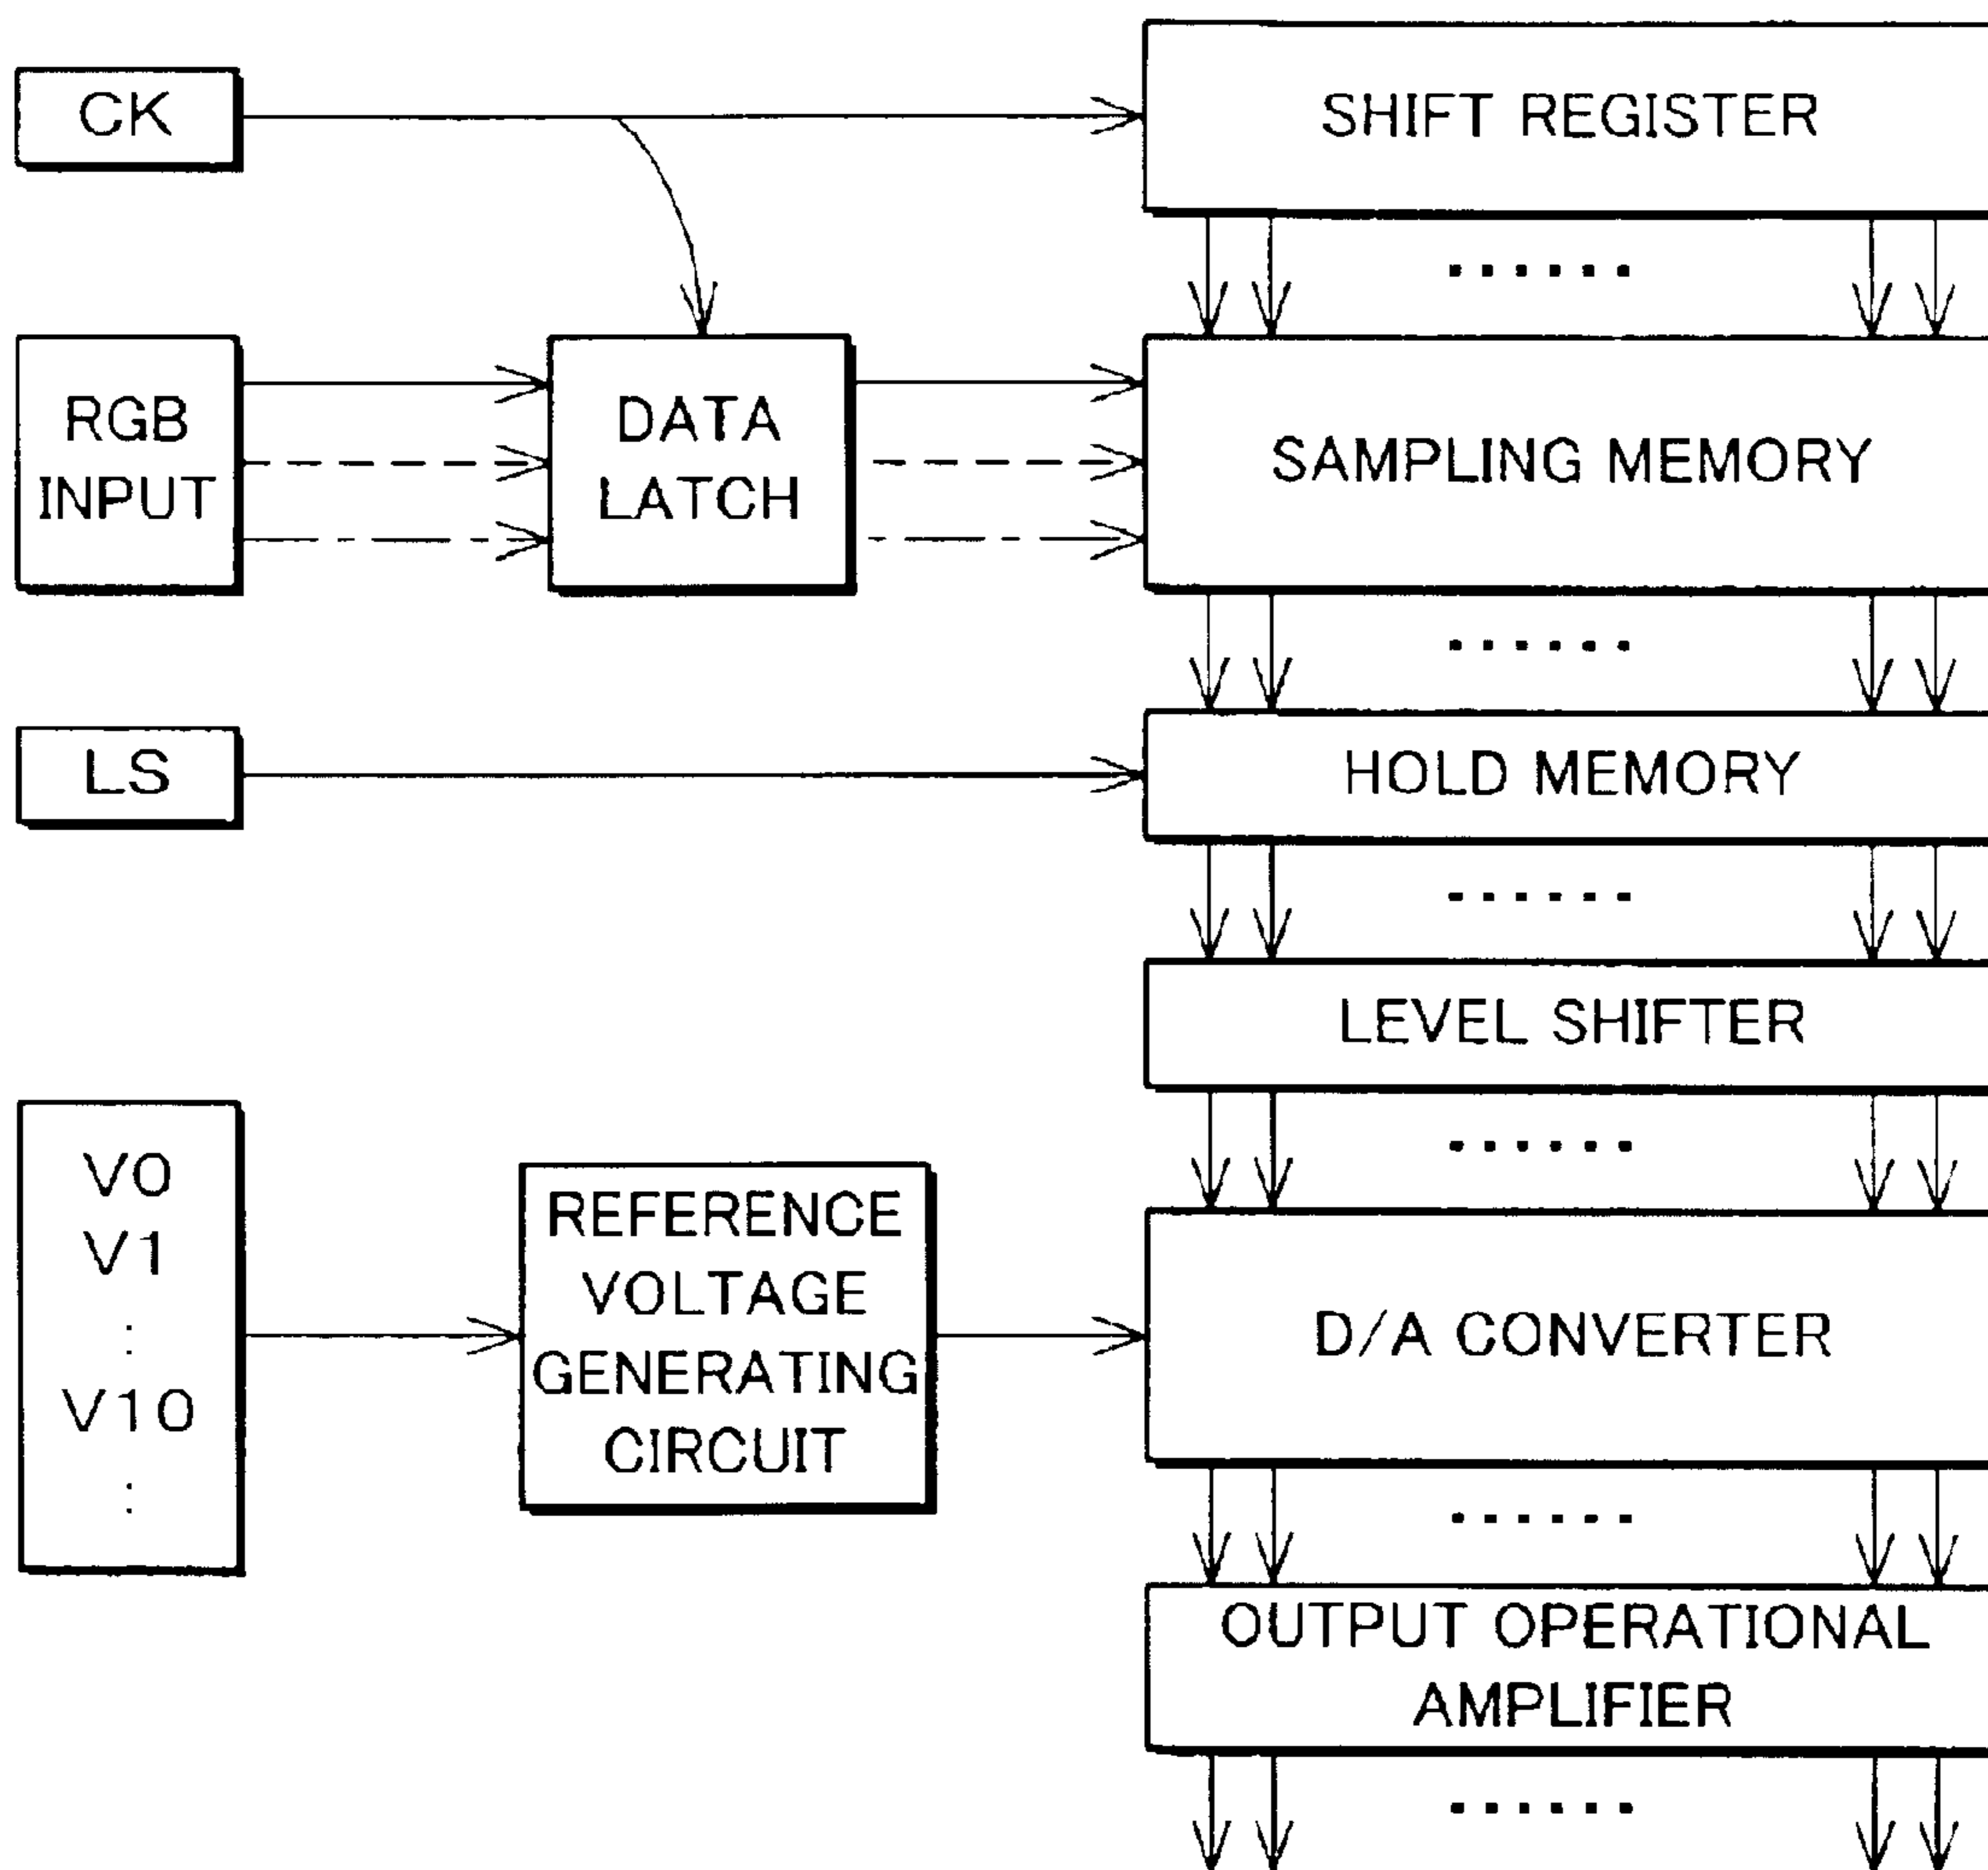 CK
SHIFT REGISTER
......
RGB
INPUT
DATA
LATCH
SAMPLING MEMORY
......
LS
HOLD MEMORY
......
LEVEL SHIFTER
......
V0
V1
:
V10
:
REFERENCE
VOLTAGE
GENERATING
CIRCUIT
D/A CONVERTER
......
OUTPUT OPERATIONAL
AMPLIFIER
......